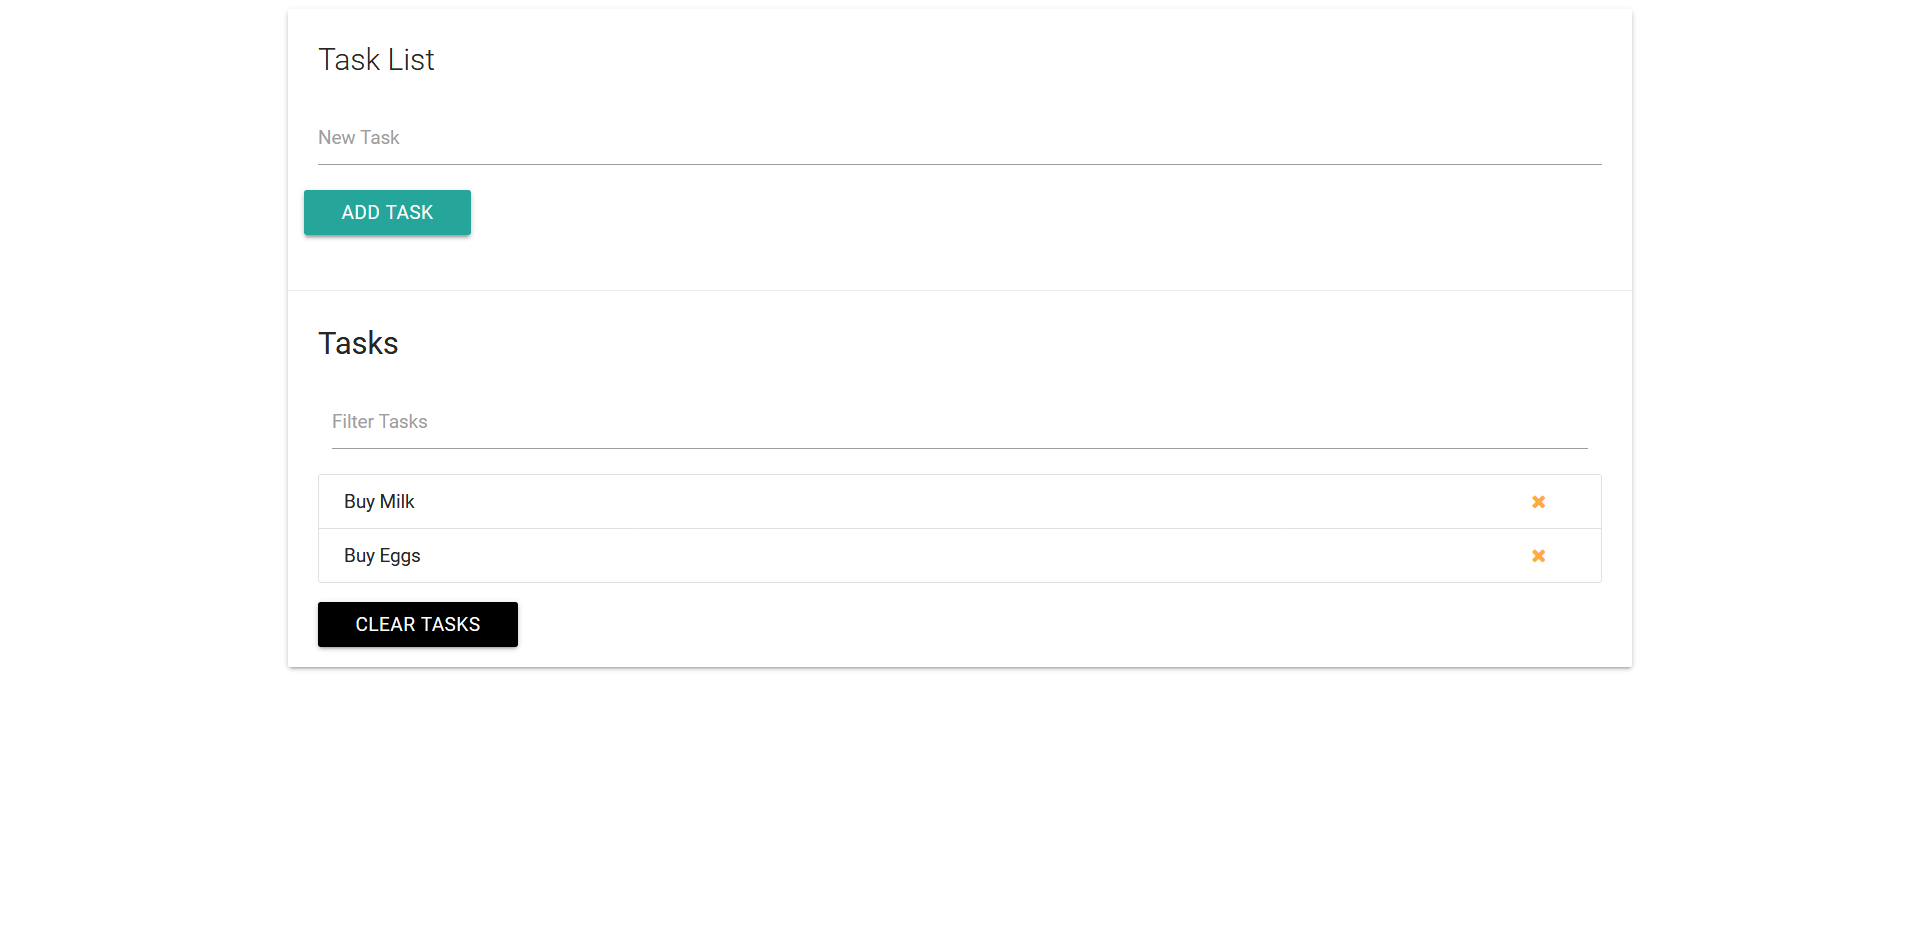 Task List
New Task
ADD TASK
Tasks
Filter Tasks
Buy Milk
Buy Eggs
CLEAR TASKS